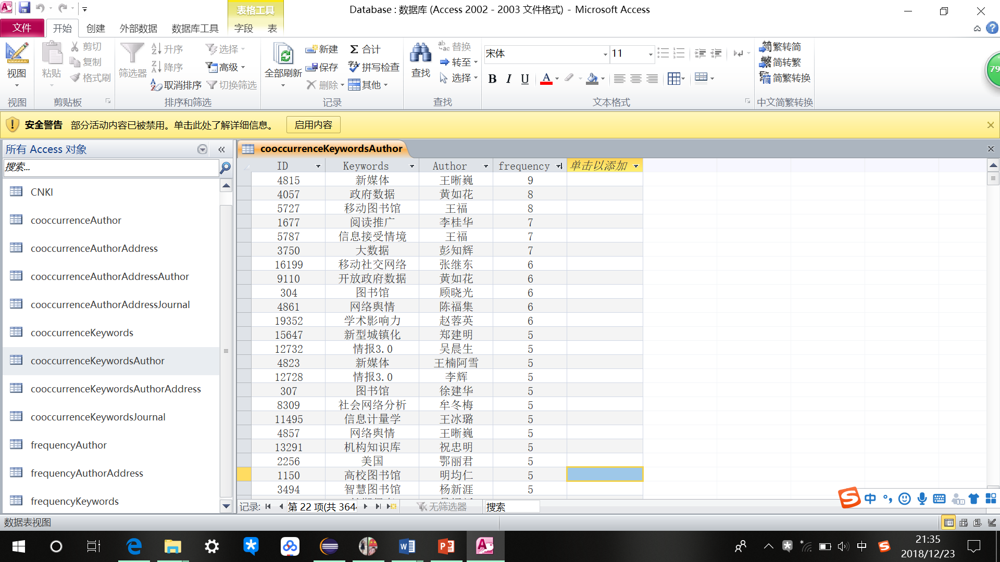 Database : 数据库 (Access 2002 - 2003 文件格式) - Microsoft Access
表格工具
文件 开始 创建 外部数据 数据库工具 字段 表
视图 粘贴 剪切 复制 格式刷
筛选器 升序 降序 取消排序 选择 高级 切换筛选
全部刷新 新建 保存 删除 合计 拼写检查 其他
查找 替换 转至 选择
宋体 11
B I U A
繁转简 简转繁 简繁转换
视图 剪贴板 排序和筛选 记录 查找 文本格式 中文简繁转换
79
安全警告 部分活动内容已被禁用。单击此处了解详细信息。 启用内容
所有 Access 对象
搜索...
CNKI
cooccurrenceAuthor
cooccurrenceAuthorAddress
cooccurrenceAuthorAddressAuthor
cooccurrenceAuthorAddressJournal
cooccurrenceKeywords
cooccurrenceKeywordsAuthor
cooccurrenceKeywordsAuthorAddress
cooccurrenceKeywordsJournal
frequencyAuthor
frequencyAuthorAddress
frequencyKeywords
cooccurrenceKeywordsAuthor
ID Keywords Author frequency 单击以添加
4815 新媒体 王晰巍 9
4057 政府数据 黄如花 8
5727 移动图书馆 王福 8
1677 阅读推广 李桂华 7
5787 信息接受情境 王福 7
3750 大数据 彭知辉 7
16199 移动社交网络 张继东 6
9110 开放政府数据 黄如花 6
304 图书馆 顾晓光 6
4861 网络舆情 陈福集 6
19352 学术影响力 赵蓉英 6
15647 新型城镇化 郑建明 5
12732 情报3.0 吴晨生 5
4823 新媒体 王楠阿雪 5
12728 情报3.0 李辉 5
307 图书馆 徐建华 5
8309 社会网络分析 牟冬梅 5
11495 信息计量学 王冰璐 5
4857 网络舆情 王晰巍 5
13291 机构知识库 祝忠明 5
2256 美国 鄂丽君 5
1150 高校图书馆 明均仁 5
3494 智慧图书馆 杨新涯 5
记录: 第 22 项(共 364 无筛选器 搜索
中
数据表视图
中
21:35
2018/12/23